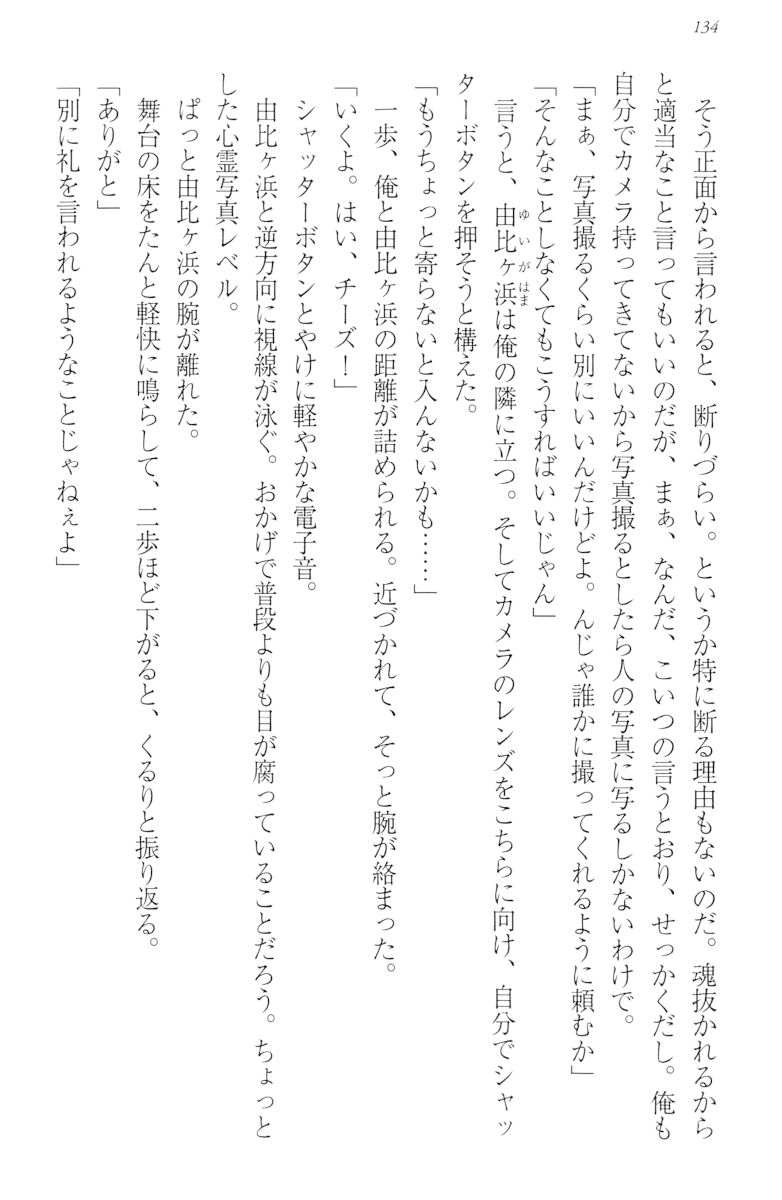 134
そう正面から言われると、断りづらい。というか特に断る理由もないのだ。魂抜かれるから
と適当なこと言ってもいいのだが、まぁ、なんだ、こいつの言うとおり、せっかくだし。俺も
自分でカメラ持ってきてないから写真撮るとしたら人の写真に写るしかないわけで。
「まぁ、写真撮るくらい別にいいんだけどよ。んじゃ誰かに撮ってくれるように頼むか」
「そんなことしなくてもこうすればいいじゃん」
言うと、由比ヶ浜は俺の隣に立つ。そしてカメラのレンズをこちらに向け、自分でシャッ
ゆいがはま
ターボタンを押そうと構えた。
「もうちょっと寄らないと入んないかも……」
一歩、俺と由比ヶ浜の距離が詰められる。近づかれて、そっと腕が絡まった。
「いくよ。はい、チーズ！」
シャッターボタンとやけに軽やかな電子音。
由比ヶ浜と逆方向に視線が泳ぐ。おかげで普段よりも目が腐っていることだろう。ちょっと
した心霊写真レベル。
ぱっと由比ヶ浜の腕が離れた。
舞台の床をたんと軽快に鳴らして、二歩ほど下がると、くるりと振り返る。
「ありがと」
「別に礼を言われるようなことじゃねぇよ」